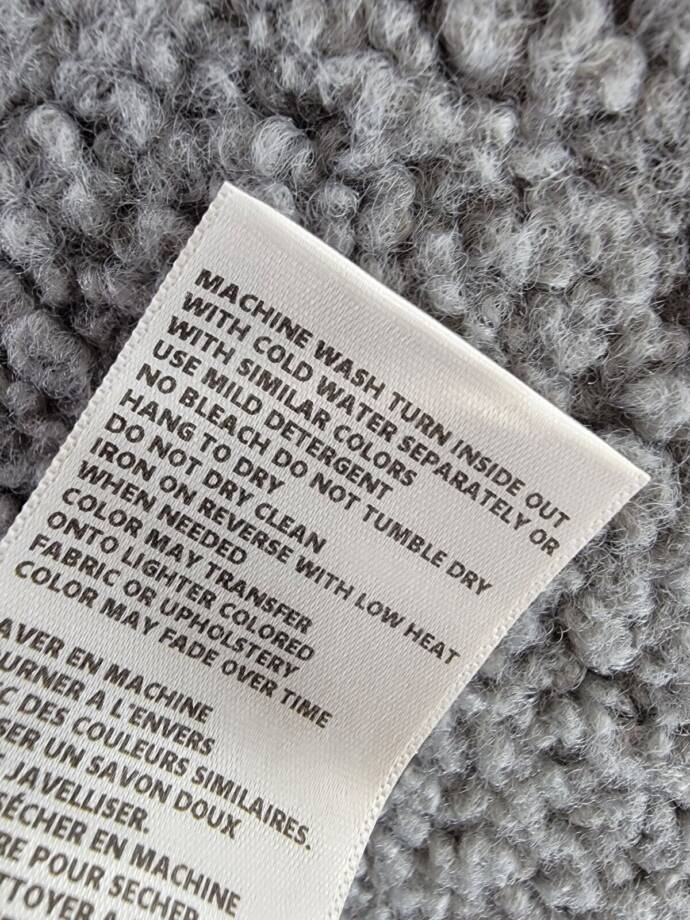 MACHINE WASH TURN INSIDE OUT
WITH COLD WATER SEPARATELY OR
WITH SIMILAR COLORS
USE MILD DETERGENT
NO BLEACH DO NOT TUMBLE DRY
HANG TO DRY
DO NOT DRY CLEAN
IRON ON REVERSE WITH LOW HEAT
WHEN NEEDED
COLOR MAY TRANSFER
ONTO LIGHTER COLORED
FABRIC OR UPHOLSTERY
COLOR MAY FADE OVER TIME
AVER EN MACHINE
URNER A L'ENVERS
C DES COULEURS SIMILAIRES.
SER UN SAVON DOUX
JAVELLISER.
SÉCHER EN MACHINE
RE POUR SECHER
TTOYER A